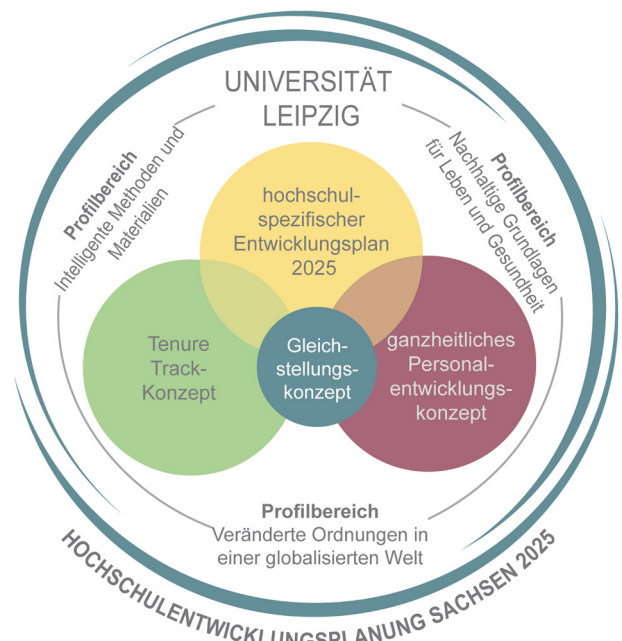 UNIVERSITÄT
LEIPZIG
Profilbereich
Intelligente Methoden und
Materialien
Profilbereich
Nachhaltige Grundlagen
für Leben und Gesundheit
hochschul-
spezifischer
Entwicklungsplan
2025
Tenure
Track-
Konzept
Gleich-
stellungs-
konzept
ganzheitliches
Personal-
entwicklungs-
konzept
Profilbereich
Veränderte Ordnungen in
einer globalisierten Welt
HOCHSCHULENTWICKLUNGSPLANUNG SACHSEN 2025